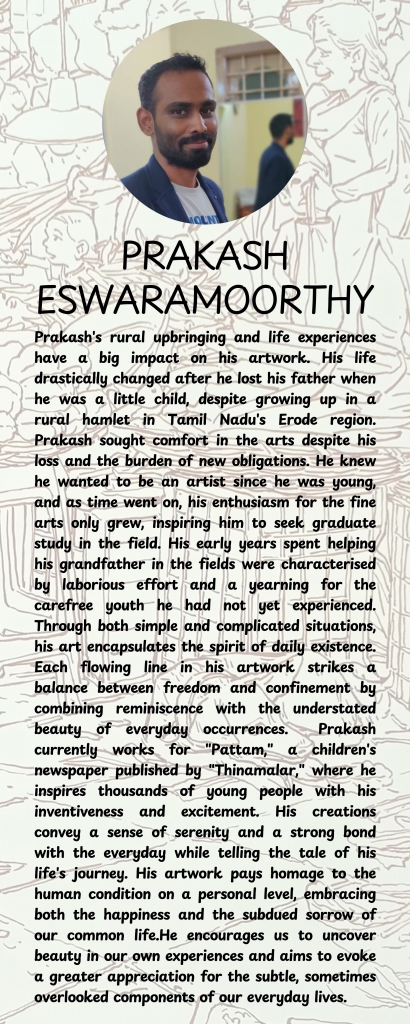 PRAKASH
ESWARAMOORTHY
Prakash's rural upbringing and life experiences
have a big impact on his artwork. His life
drastically changed after he lost his father when
he was a little child, despite growing up in a
rural hamlet in Tamil Nadu's Erode region.
Prakash sought comfort in the arts despite his
loss and the burden of new obligations. He knew
he wanted to be an artist since he was young,
and as time went on, his enthusiasm for the fine
arts only grew, inspiring him to seek graduate
study in the field. His early years spent helping
his grandfather in the fields were characterised
by laborious effort and a yearning for the
carefree youth he had not yet experienced.
Through both simple and complicated situations,
his art encapsulates the spirit of daily existence.
Each flowing line in his artwork strikes a
balance between freedom and confinement by
combining reminiscence with the understated
beauty of everyday occurrences. Prakash
currently works for "Pattam," a children's
newspaper published by "Thinamalar," where he
inspires thousands of young people with his
inventiveness and excitement. His creations
convey a sense of serenity and a strong bond
with the everyday while telling the tale of his
life's journey. His artwork pays homage to the
human condition on a personal level, embracing
both the happiness and the subdued sorrow of
our common life.He encourages us to uncover
beauty in our own experiences and aims to evoke
a greater appreciation for the subtle, sometimes
overlooked components of our everyday lives.